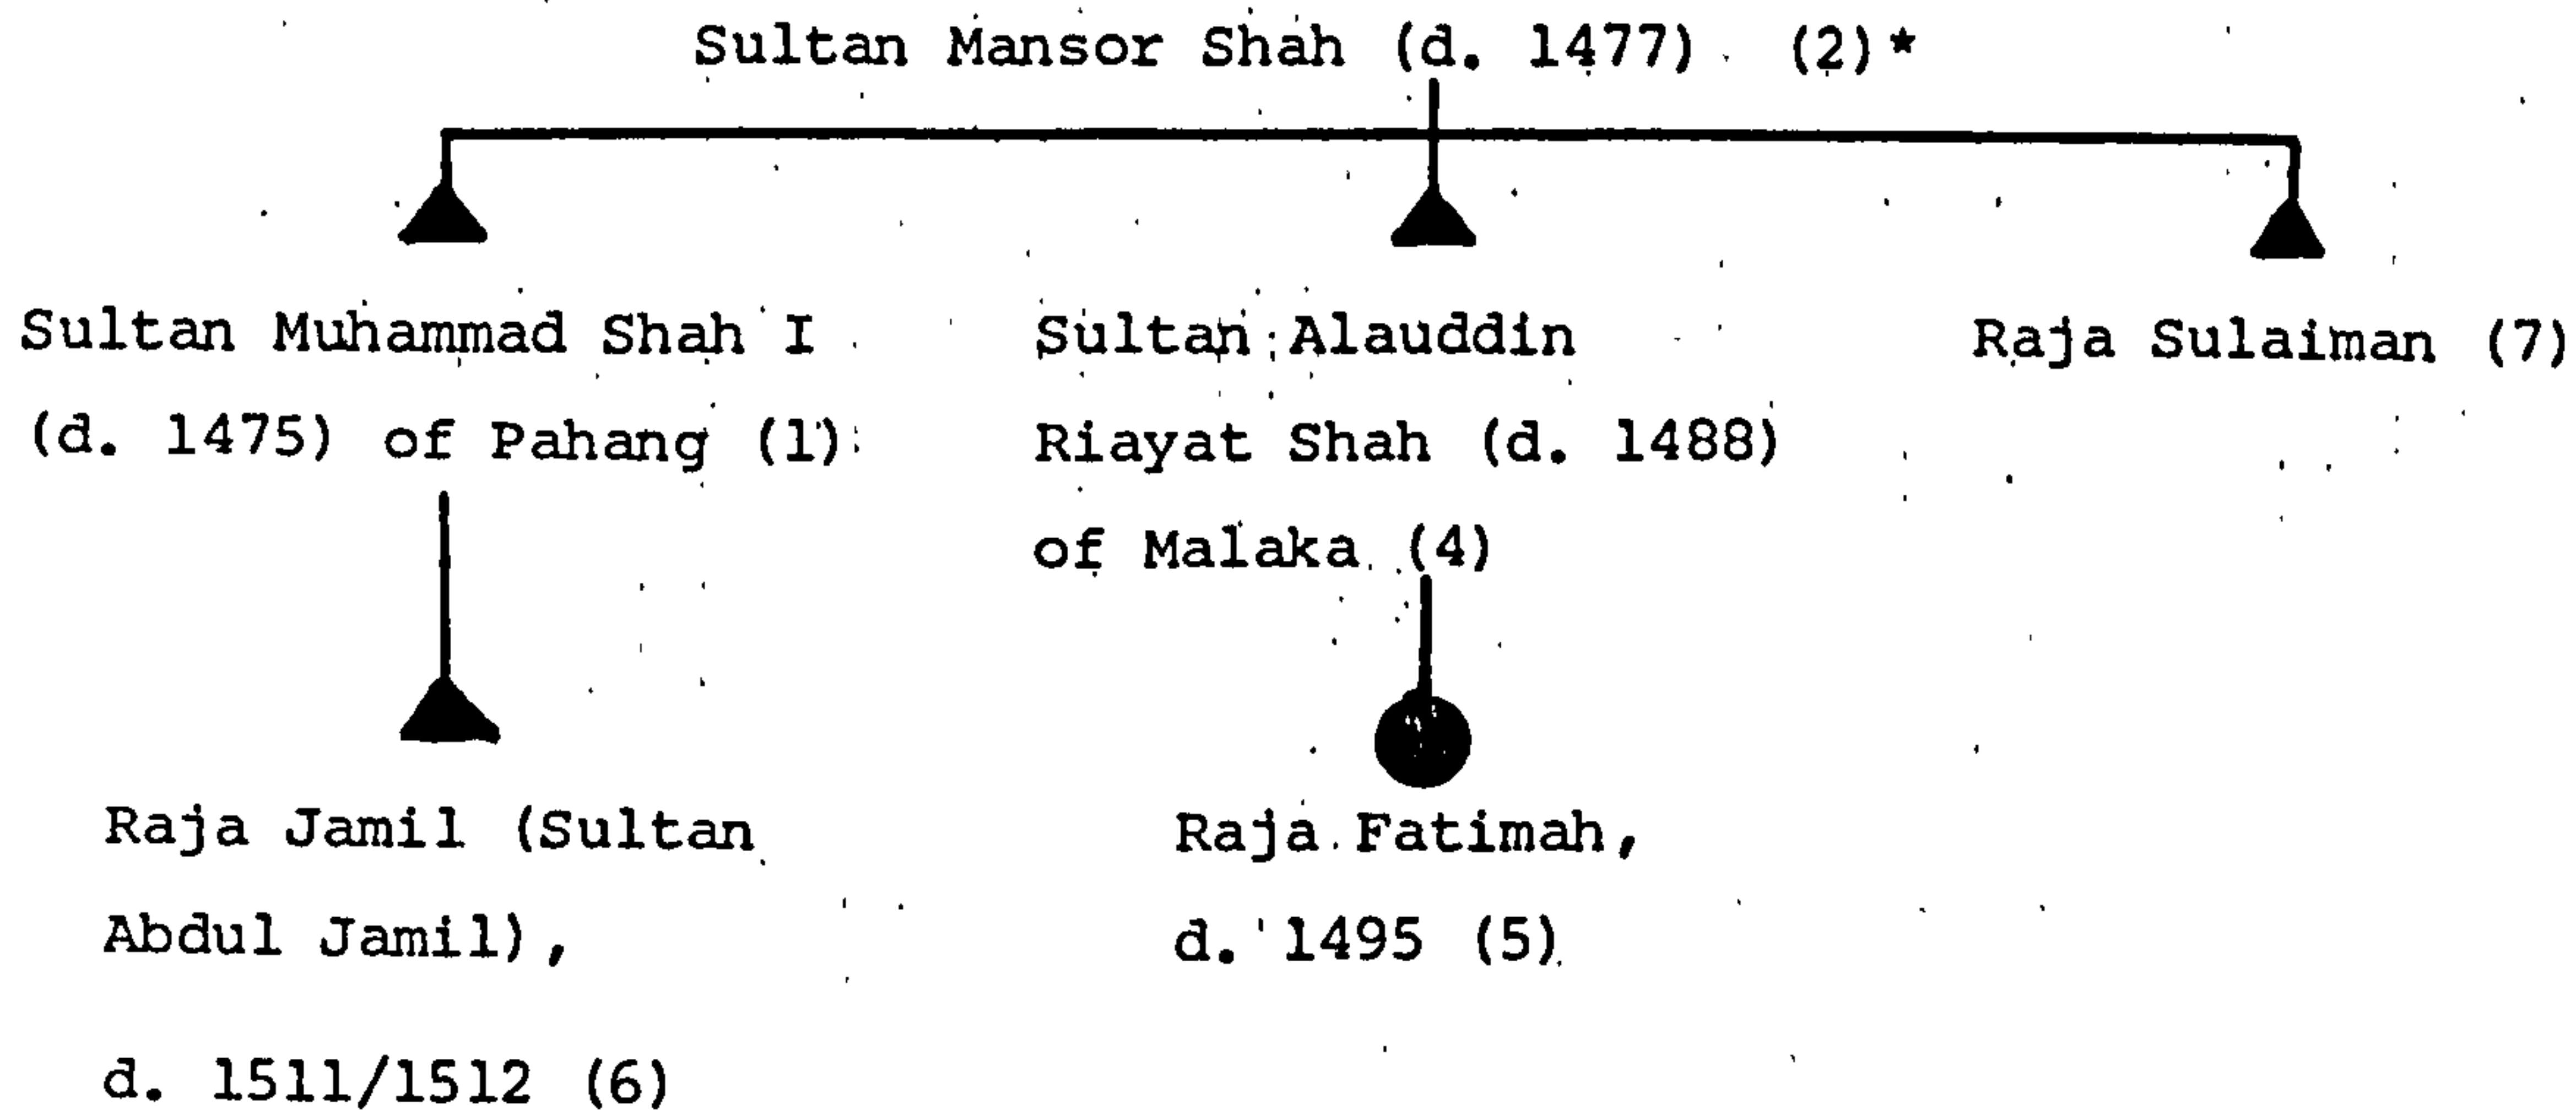 Sultan Mansor Shah (d. 1477) (2)*
Sultan Muhammad Shah I
(d. 1475) of Pahang (1)
Sultan Alauddin
Riayat Shah (d. 1488)
of Malaka (4)
Raja Sulaiman (7)
Raja Jamil (Sultan
Abdul Jamil),
d. 1511/1512 (6)
Raja Fatimah,
d. 1495 (5)